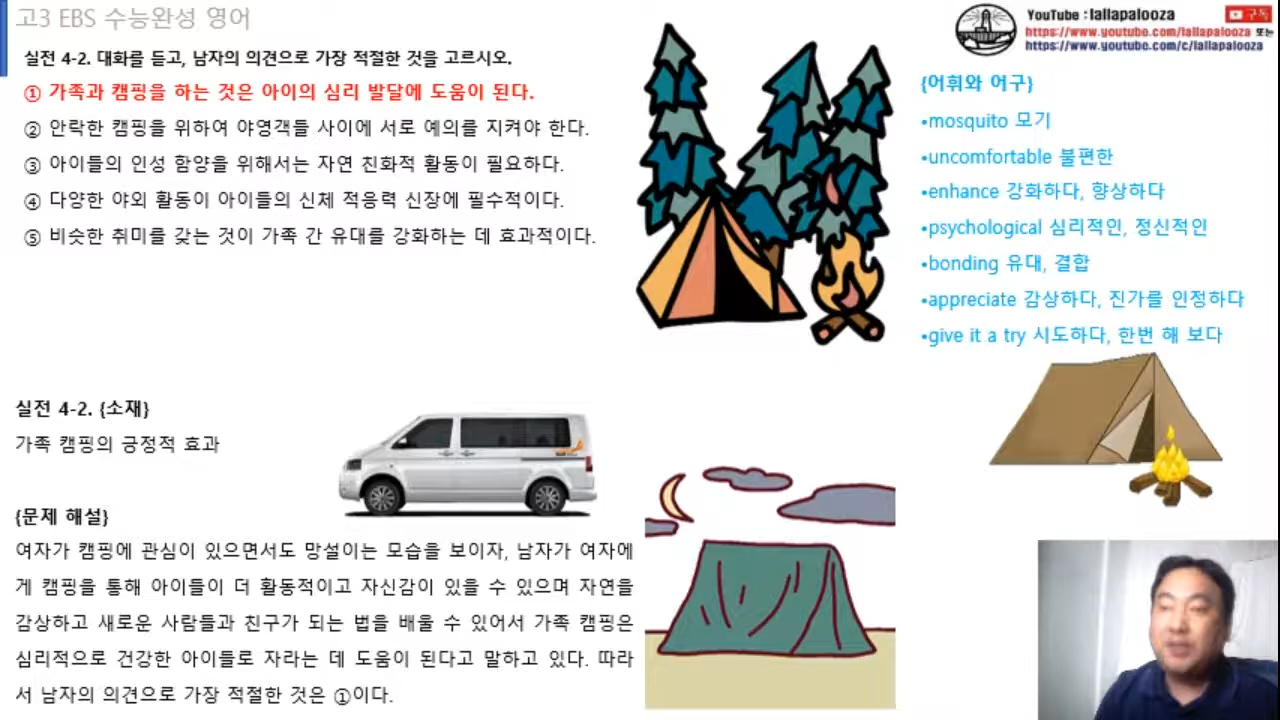 고3 EBS 수능완성 영어
실전 4-2. 대화를 듣고, 남자의 의견으로 가장 적절한 것을 고르시오.
① 가족과 캠핑을 하는 것은 아이의 심리 발달에 도움이 된다.
② 안락한 캠핑을 위하여 야영객들 사이에 서로 예의를 지켜야 한다.
③ 아이들의 인성 함양을 위해서는 자연 친화적 활동이 필요하다.
④ 다양한 야외 활동이 아이들의 신체 적응력 신장에 필수적이다.
⑤ 비슷한 취미를 갖는 것이 가족 간 유대를 강화하는 데 효과적이다.
YouTube : lallapalooza
구독
https://www.youtube.com/lallapalooza 또는
https://www.youtube.com/c/lallapalooza
{어휘와 어구}
•mosquito 모기
•uncomfortable 불편한
•enhance 강화하다, 향상하다
•psychological 심리적인, 정신적인
•bonding 유대, 결합
•appreciate 감상하다, 진가를 인정하다
•give it a try 시도하다, 한번 해 보다
실전 4-2. {소재}
가족 캠핑의 긍정적 효과
{문제 해설}
여자가 캠핑에 관심이 있으면서도 망설이는 모습을 보이자, 남자가 여자에
게 캠핑을 통해 아이들이 더 활동적이고 자신감이 있을 수 있으며 자연을
감상하고 새로운 사람들과 친구가 되는 법을 배울 수 있어서 가족 캠핑은
심리적으로 건강한 아이들로 자라는 데 도움이 된다고 말하고 있다. 따라
서 남자의 의견으로 가장 적절한 것은 ①이다.